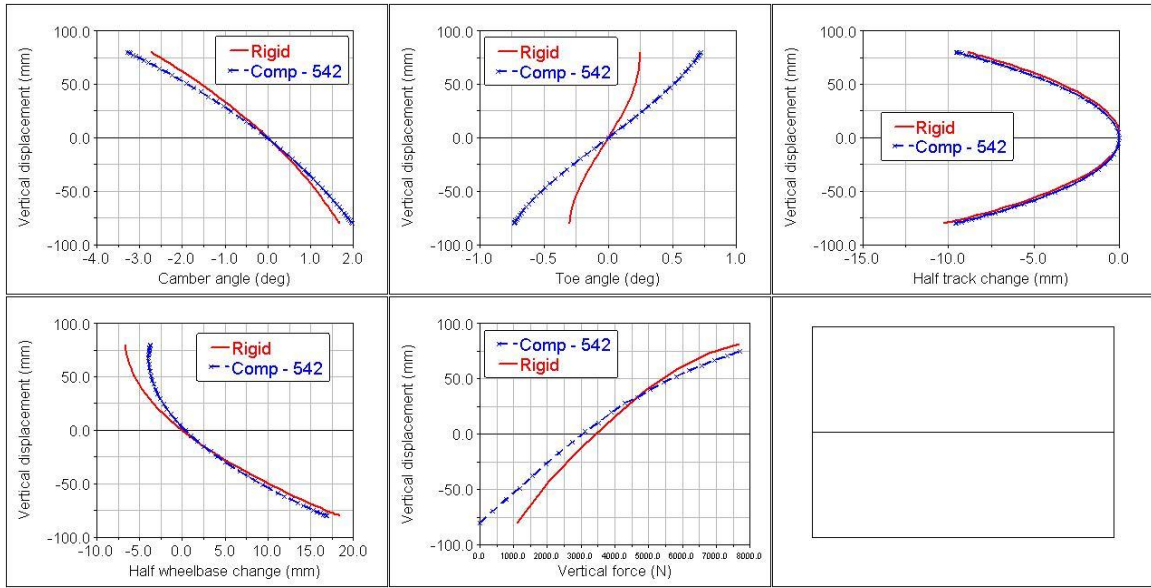 Vertical displacement (mm)
100.0
50.0
0.0
-50.0
-100.0
Rigid
Comp - 542
-4.0 -3.0 -2.0 -1.0 0.0 1.0 2.0
Camber angle (deg)
Vertical displacement (mm)
100.0
50.0
0.0
-50.0
-100.0
Rigid
Comp - 542
-1.0 -0.5 0.0 0.5 1.0
Toe angle (deg)
Vertical displacement (mm)
100.0
50.0
0.0
-50.0
-100.0
Rigid
Comp - 542
-15.0 -10.0 -5.0 0.0
Half track change (mm)
Vertical displacement (mm)
100.0
50.0
0.0
-50.0
-100.0
Rigid
Comp - 542
-10.0 -5.0 0.0 5.0 10.0 15.0 20.0
Half wheelbase change (mm)
Vertical displacement (mm)
100.0
50.0
0.0
-50.0
-100.0
Comp - 542
Rigid
0.0 1000.0 2000.0 3000.0 4000.0 5000.0 6000.0 7000.0 8000.0
Vertical force (N)